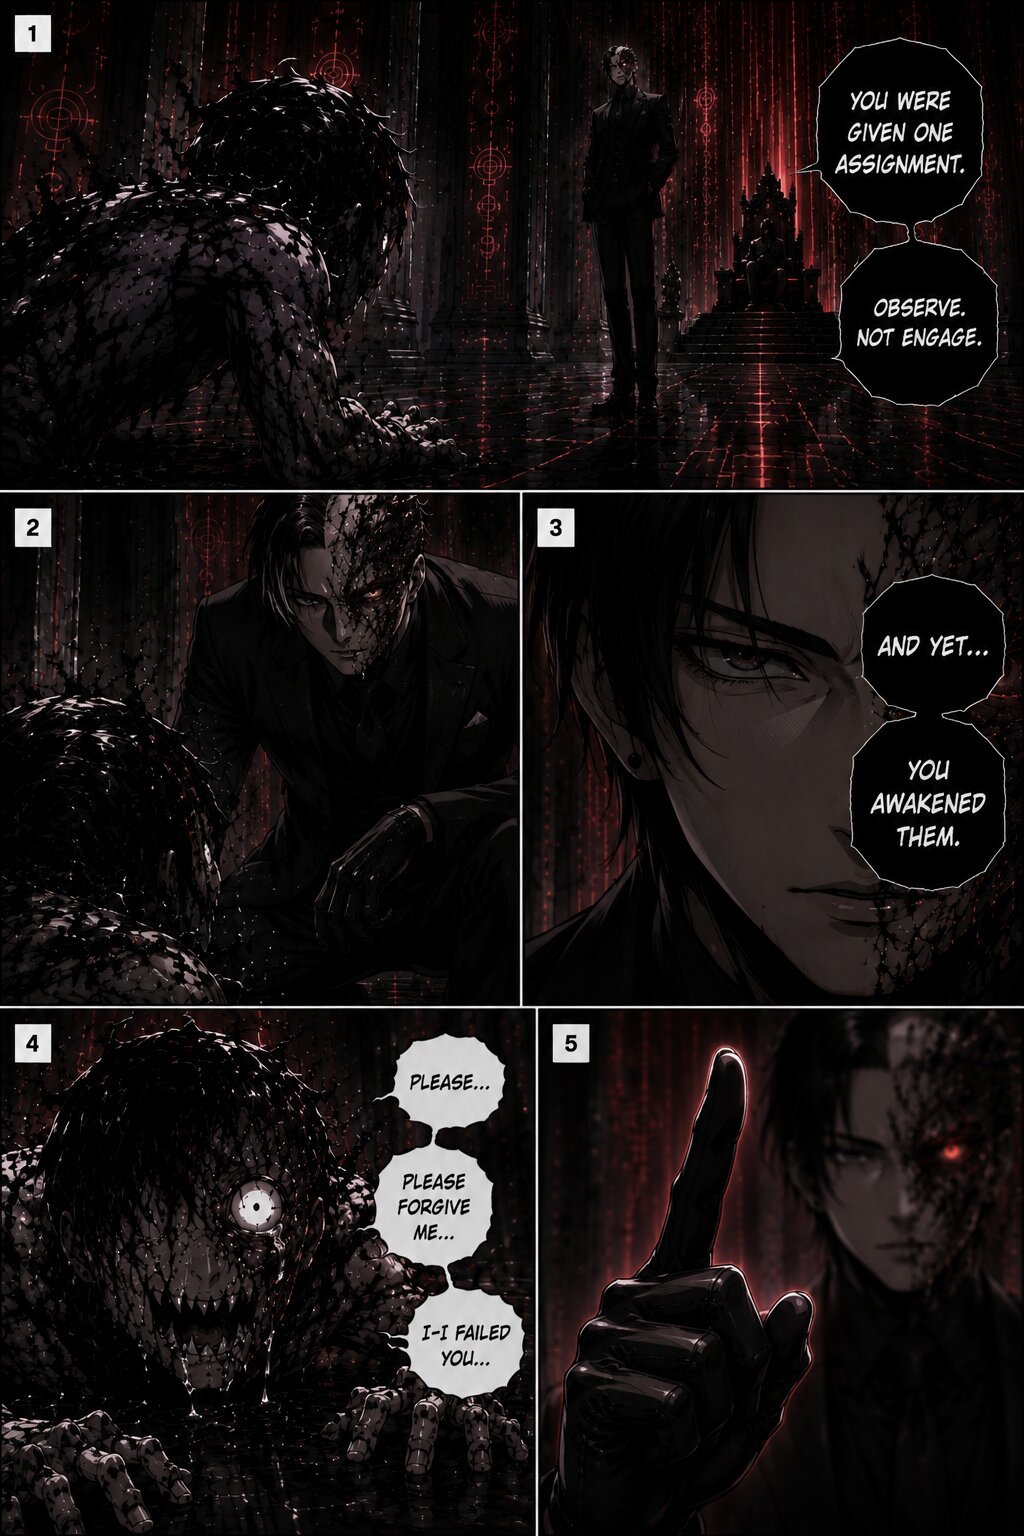 1
YOU WERE
GIVEN ONE
ASSIGNMENT.
OBSERVE.
NOT ENGAGE.
2
3
AND YET...
YOU
AWAKENED
THEM.
4
PLEASE...
PLEASE
FORGIVE
ME...
I-I FAILED
YOU...
5